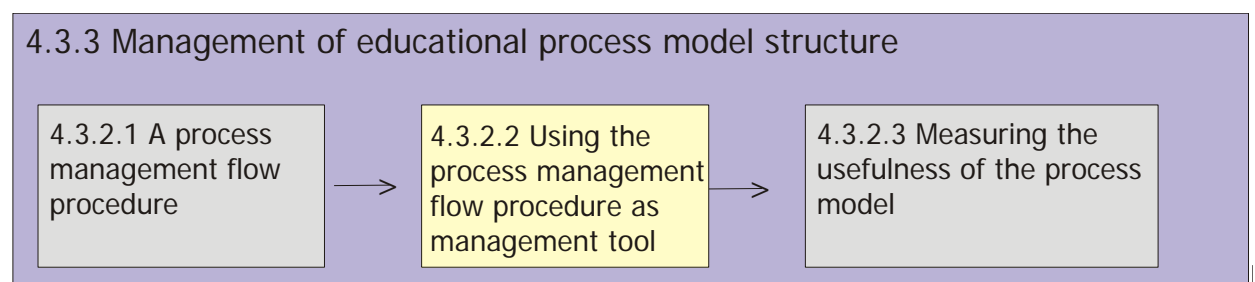 4.3.3 Management of educational process model structure
4.3.2.1 A process
management flow
procedure
4.3.2.2 Using the
process management
flow procedure as
management tool
4.3.2.3 Measuring the
usefulness of the process
model